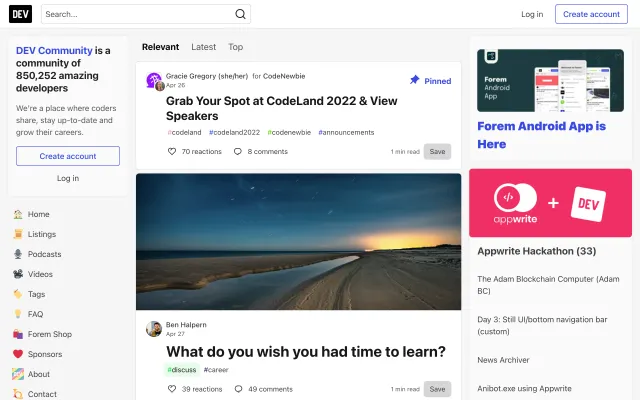 DEV
Search...
Log in
Create account
DEV Community is a
community of
850,252 amazing
developers
We're a place where coders
share, stay up-to-date and
grow their careers.
Create account
Log in
Home
Listings
Podcasts
Videos
Tags
FAQ
Forem Shop
Sponsors
About
Contact
Relevant
Latest
Top
Gracie Gregory (she/her) for CodeNewbie
Apr 26
Pinned
Grab Your Spot at CodeLand 2022 & View
Speakers
#codeland #codeland2022 #codenewbie #announcements
70 reactions
8 comments
1 min read
Save
Ben Halpern
Apr 27
What do you wish you had time to learn?
#discuss #career
39 reactions
49 comments
1 min read
Save
Forem
Android
App
Forem Android App is
Here
appwrite + DEV
Appwrite Hackathon (33)
The Adam Blockchain Computer (Adam
BC)
Day 3: Still UI/bottom navigation bar
(custom)
News Archiver
Anibot.exe using Appwrite